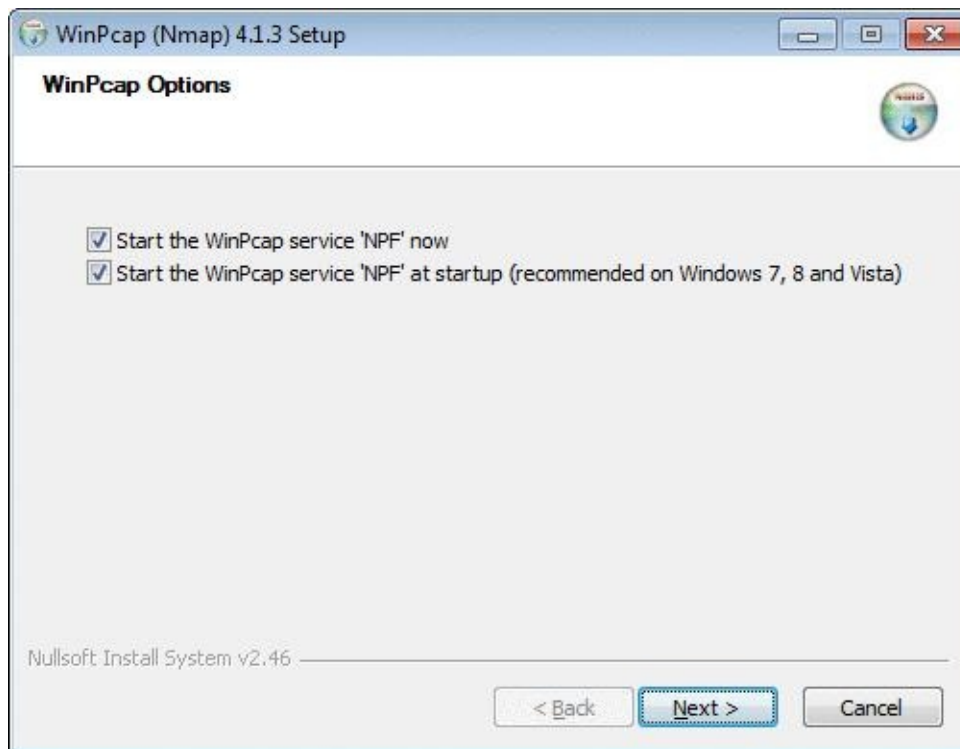 WinPcap (Nmap) 4.1.3 Setup
WinPcap Options
Start the WinPcap service 'NPF' now
Start the WinPcap service 'NPF' at startup (recommended on Windows 7, 8 and Vista)
Nullsoft Install System v2.46
< Back
Next >
Cancel